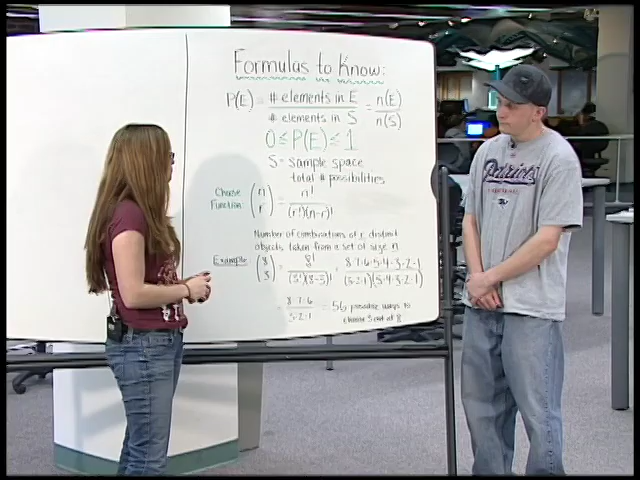 Formulas to Know:
P(E) = # elements in E / # elements in S = n(E) / n(S)
0 ≤ P(E) ≤ 1
S = Sample space
total # possibilities
Choose Function (n r) = n! / (r!)(n-r)!
Number of combinations of r distinct
objects taken from a set of size n
Example (8 3) = 8! / (3!)(8-3)! = 8·7·6·5·4·3·2·1 / (3·2·1)(5·4·3·2·1)
= 8·7·6 / 3·2·1 = 56 possible ways to
choose 3 out of 8
Patriots